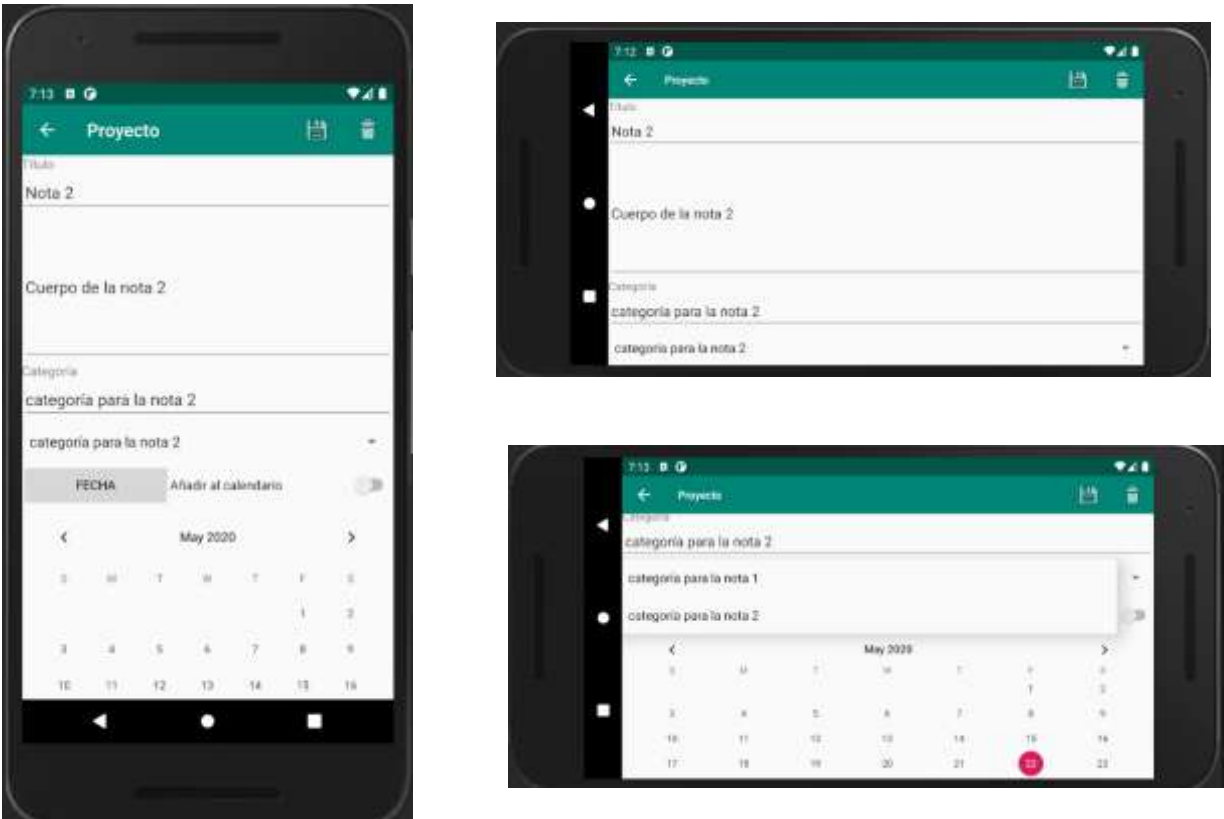 7:13
Proyecto
Título
Nota 2
Cuerpo de la nota 2
Categoría
categoría para la nota 2
categoría para la nota 2
FECHA Añadir al calendario
May 2020
S M T W T F S
1 2
3 4 5 6 7 8 9
10 11 12 13 14 15 16
7:12
Proyecto
Título
Nota 2
Cuerpo de la nota 2
Categoría
categoría para la nota 2
categoría para la nota 2
7:13
Proyecto
Categoría
categoría para la nota 2
categoría para la nota 1
categoría para la nota 2
May 2020
S M T W T F S
1 2
3 4 5 6 7 8 9
10 11 12 13 14 15 16
17 18 19 20 21 22 23